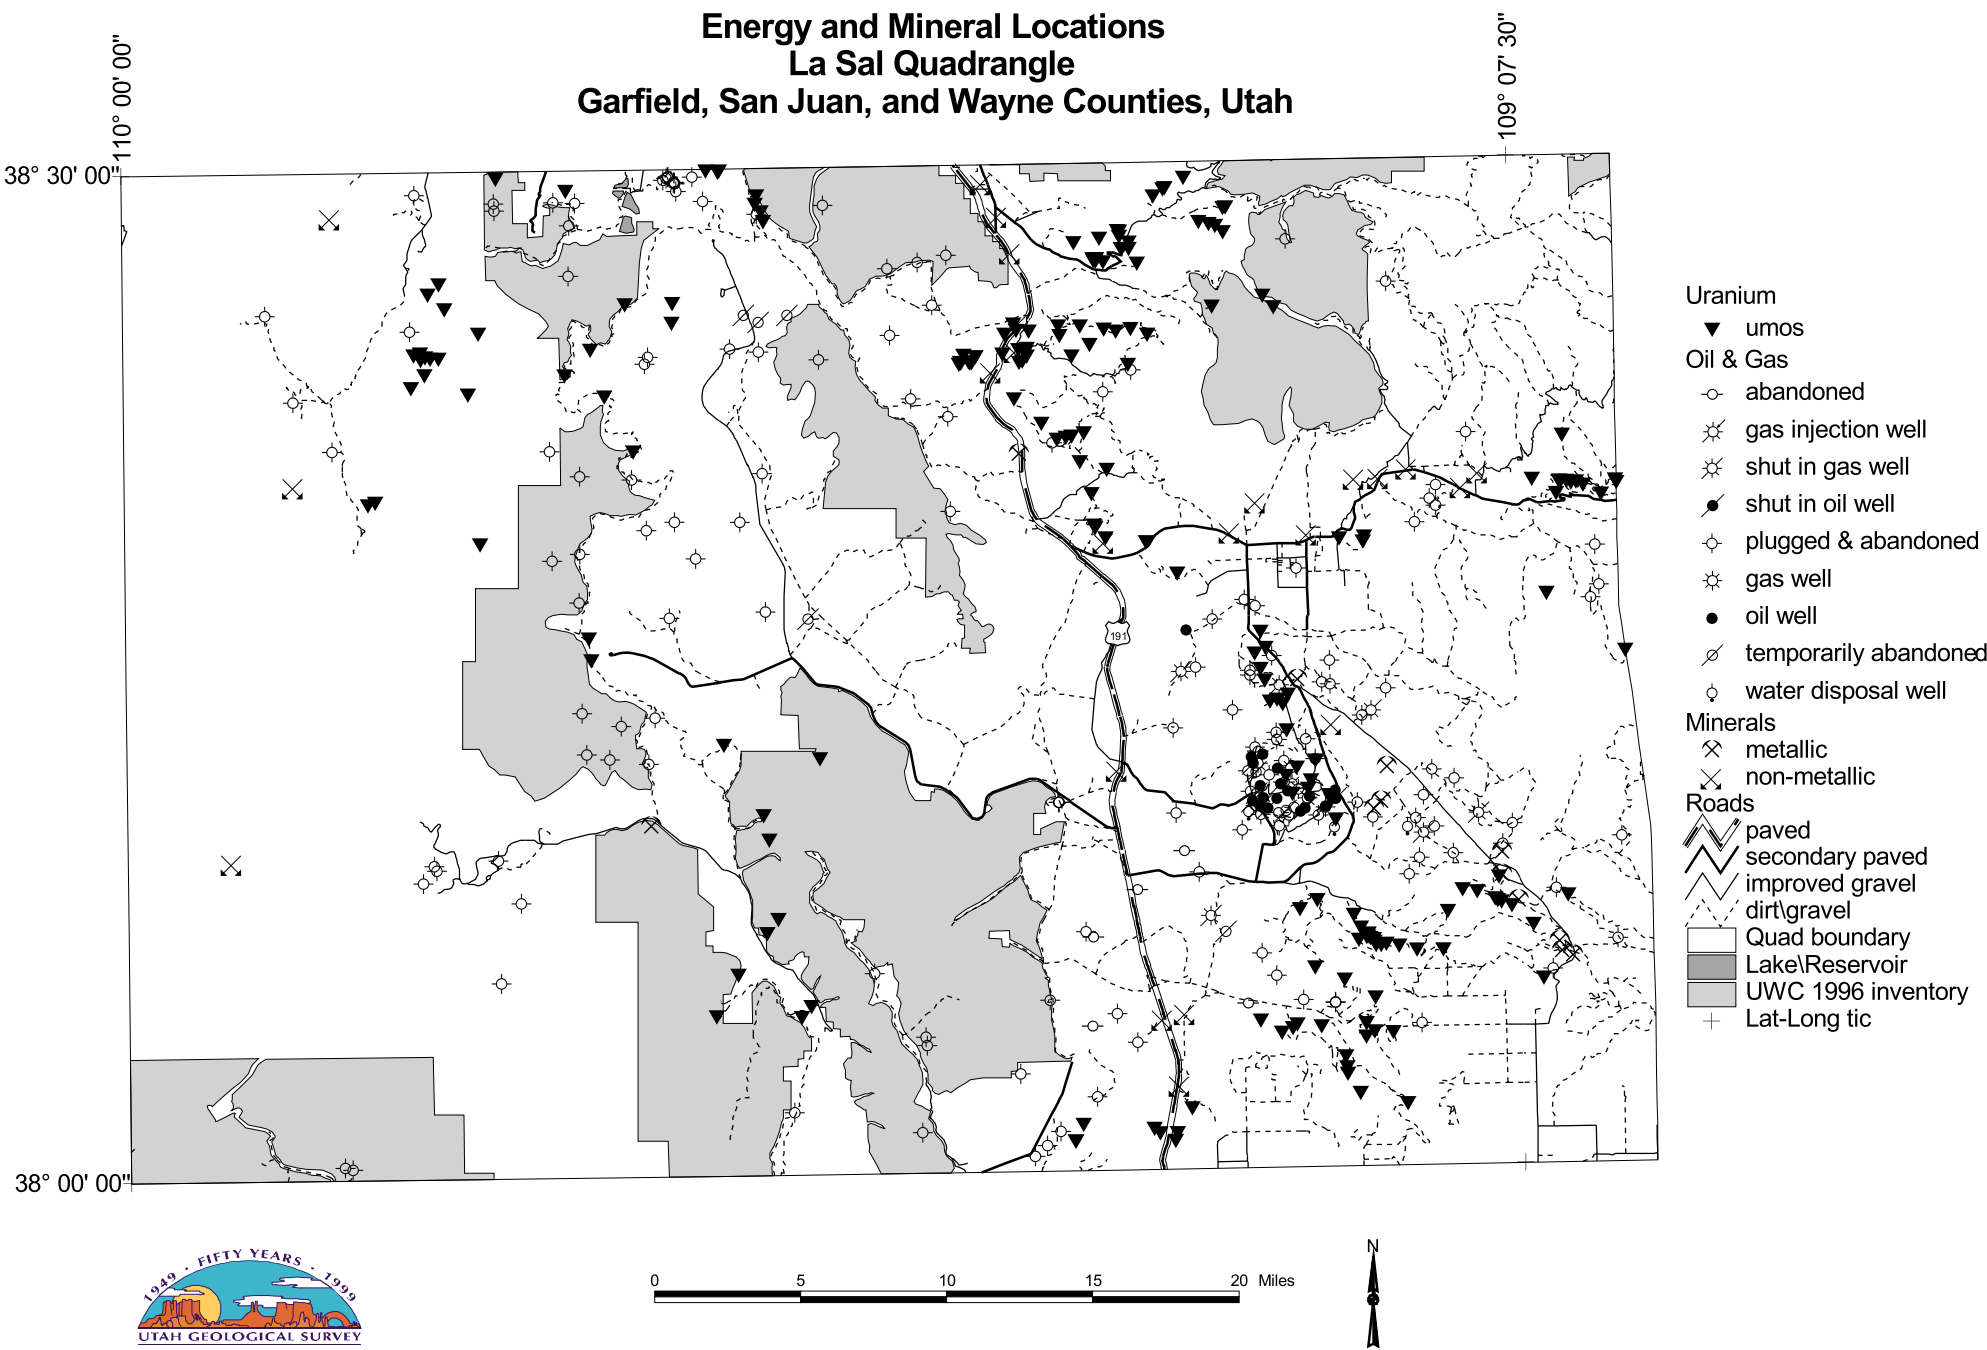 Energy and Mineral Locations
La Sal Quadrangle
Garfield, San Juan, and Wayne Counties, Utah
110° 00' 00"
109° 07' 30"
38° 30' 00"
191
38° 00' 00"
Uranium
umos
Oil & Gas
abandoned
gas injection well
shut in gas well
shut in oil well
plugged & abandoned
gas well
oil well
temporarily abandoned
water disposal well
Minerals
metallic
non-metallic
Roads
paved
secondary paved
improved gravel
dirt\gravel
Quad boundary
Lake\Reservoir
UWC 1996 inventory
Lat-Long tic
1949 - FIFTY YEARS - 1999
UTAH GEOLOGICAL SURVEY
0 5 10 15 20 Miles
N